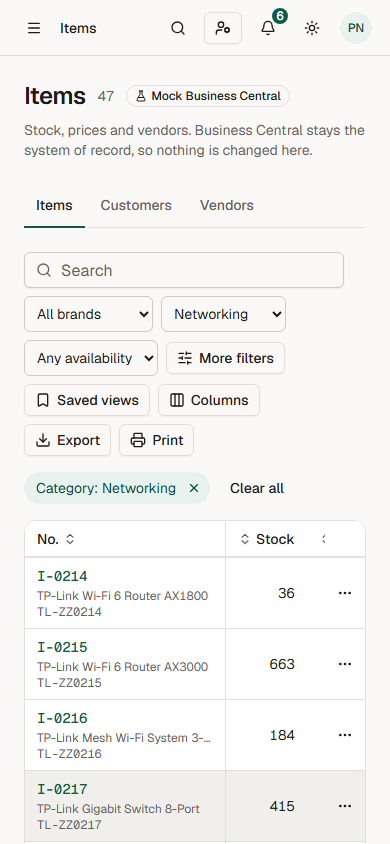 Items
6
PN
Items 47 Mock Business Central
Stock, prices and vendors. Business Central stays the
system of record, so nothing is changed here.
Items Customers Vendors
Search
All brands Networking
Any availability More filters
Saved views Columns
Export Print
Category: Networking Clear all
No. Stock
I-0214
TP-Link Wi-Fi 6 Router AX1800
TL-ZZ0214
36
I-0215
TP-Link Wi-Fi 6 Router AX3000
TL-ZZ0215
663
I-0216
TP-Link Mesh Wi-Fi System 3-...
TL-ZZ0216
184
I-0217
TP-Link Gigabit Switch 8-Port
TL-ZZ0217
415